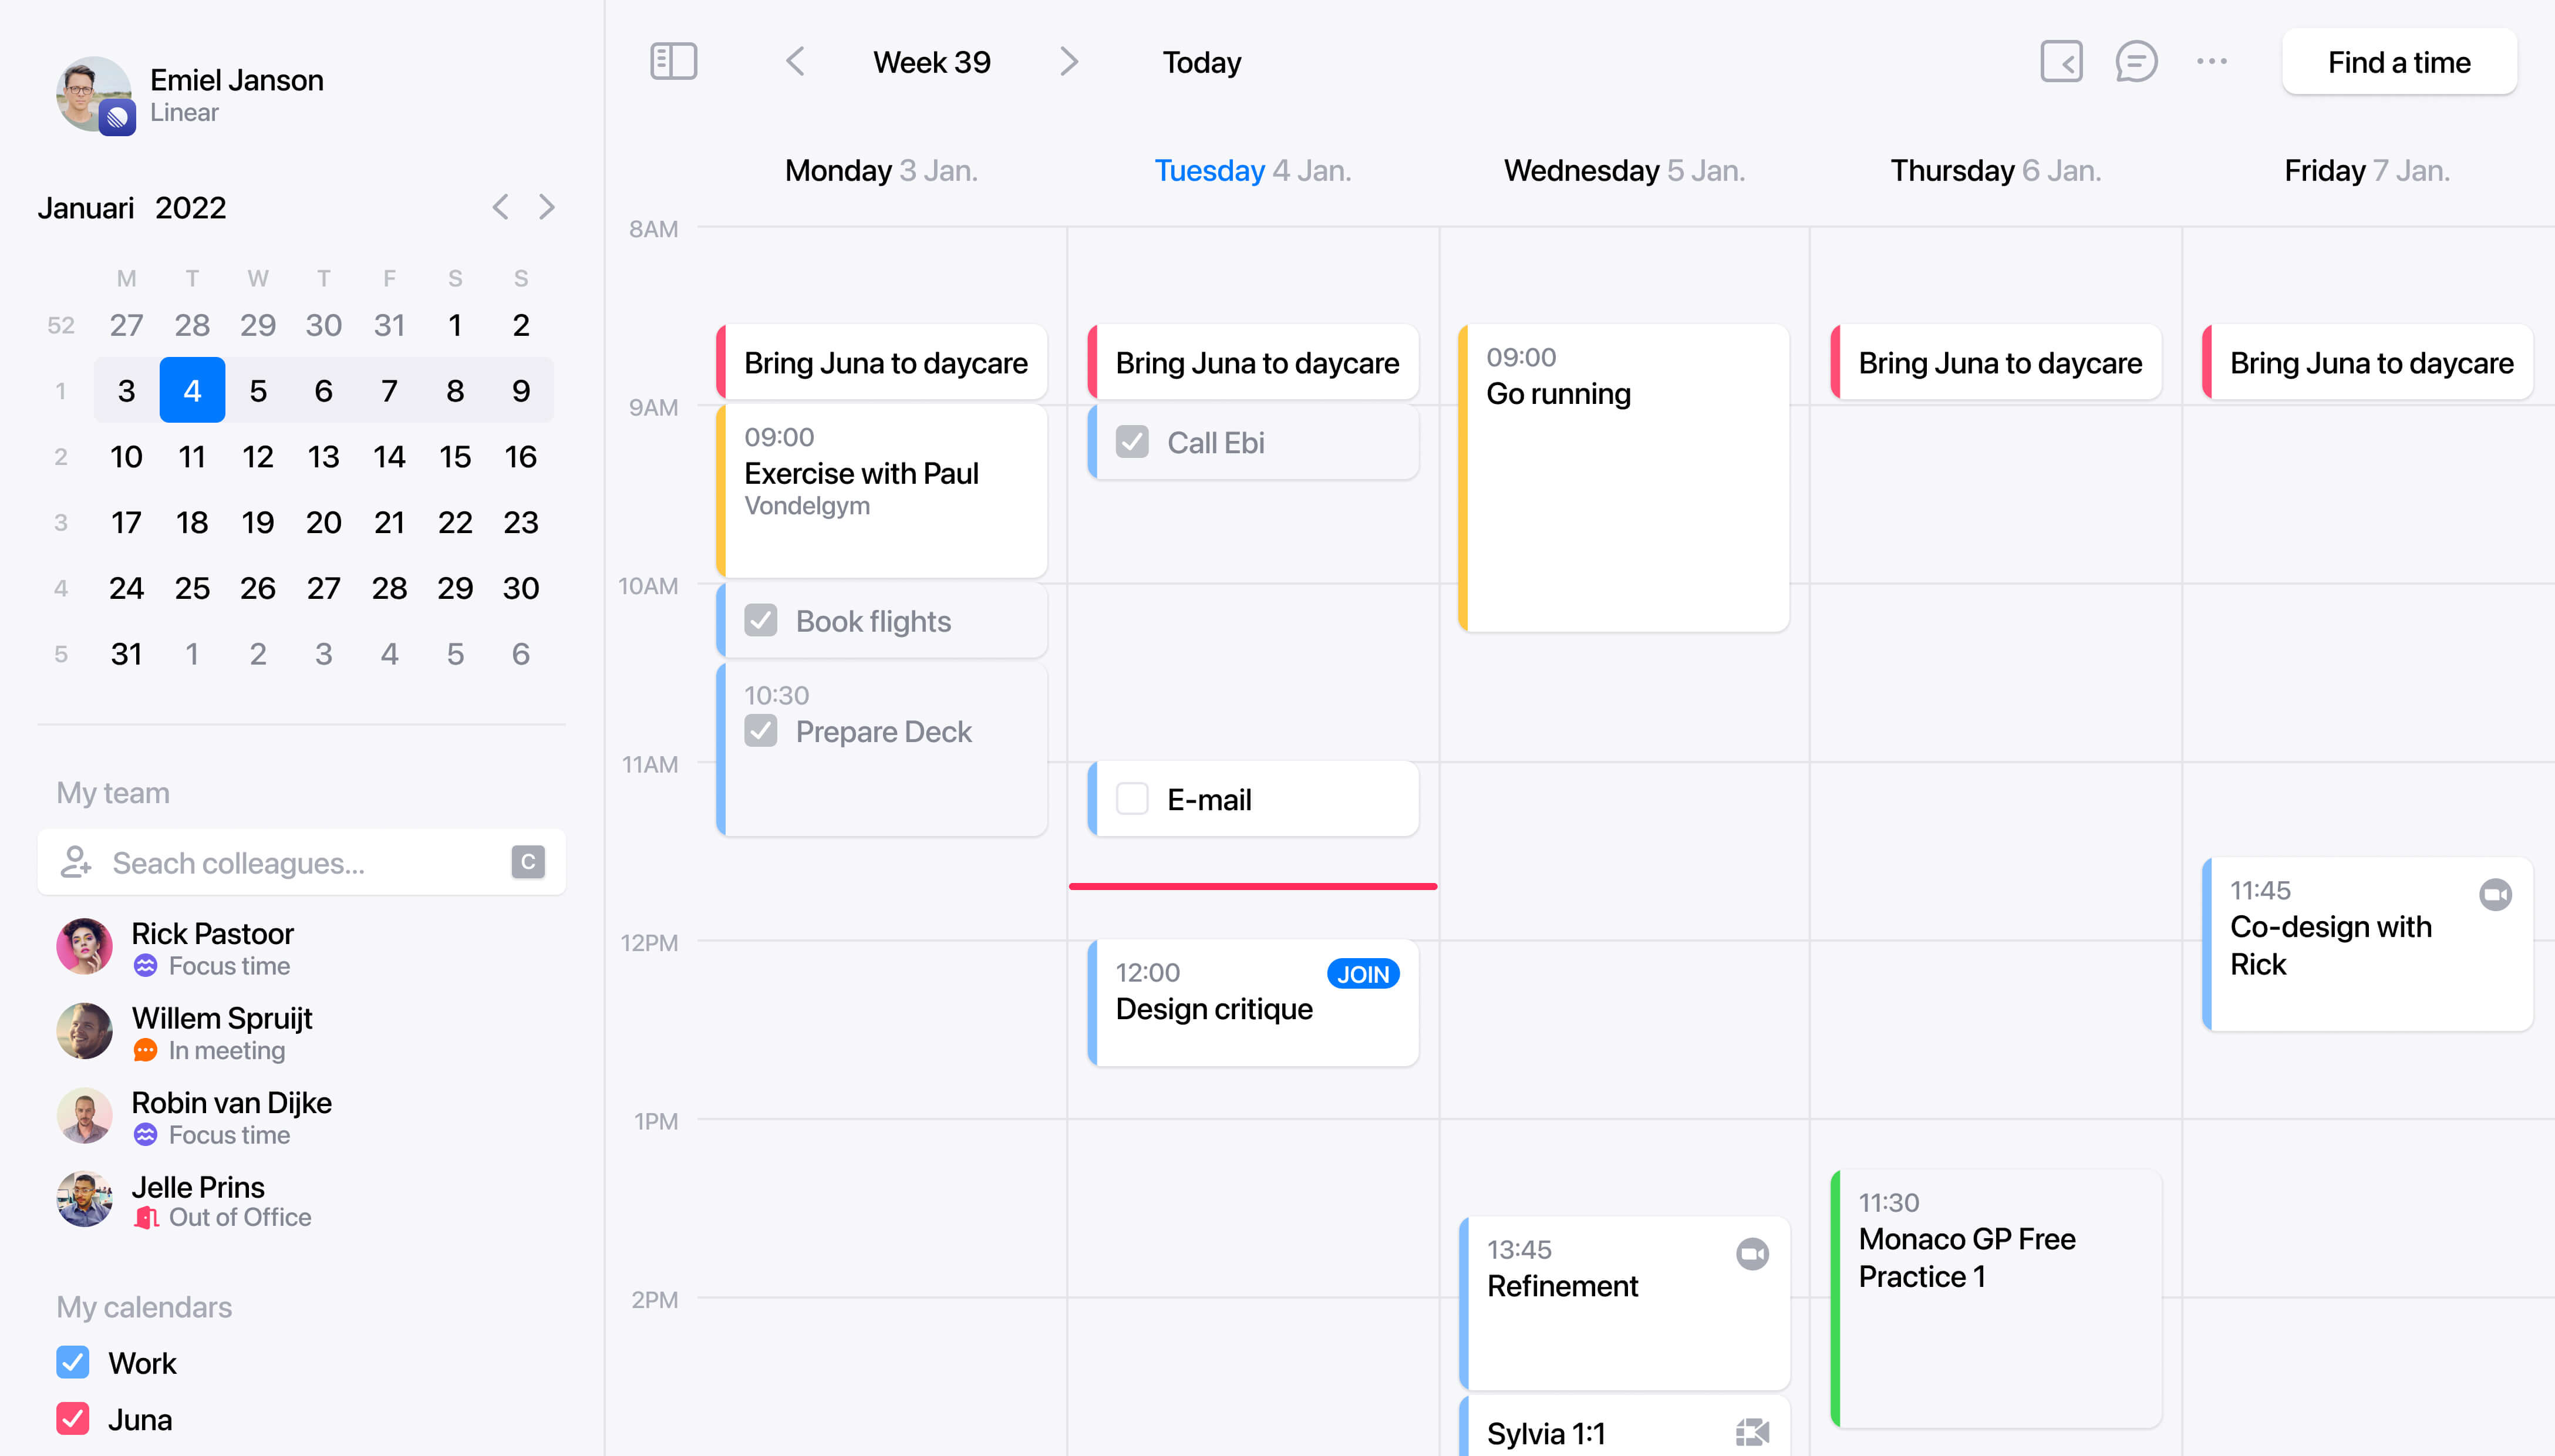 Emiel Janson
Linear
Januari 2022
M T W T F S S
52 27 28 29 30 31 1 2
1 3 4 5 6 7 8 9
2 10 11 12 13 14 15 16
3 17 18 19 20 21 22 23
4 24 25 26 27 28 29 30
5 31 1 2 3 4 5 6
My team
Seach colleagues... C
Rick Pastoor
Focus time
Willem Spruijt
In meeting
Robin van Dijke
Focus time
Jelle Prins
Out of Office
My calendars
Work
Juna
Week 39
Today
Find a time
Monday 3 Jan.
Tuesday 4 Jan.
Wednesday 5 Jan.
Thursday 6 Jan.
Friday 7 Jan.
8AM
9AM
10AM
11AM
12PM
1PM
2PM
Bring Juna to daycare
09:00
Exercise with Paul
Vondelgym
Book flights
10:30
Prepare Deck
Bring Juna to daycare
Call Ebi
E-mail
12:00
JOIN
Design critique
09:00
Go running
13:45
Refinement
Sylvia 1:1
Bring Juna to daycare
11:30
Monaco GP Free
Practice 1
Bring Juna to daycare
11:45
Co-design with
Rick